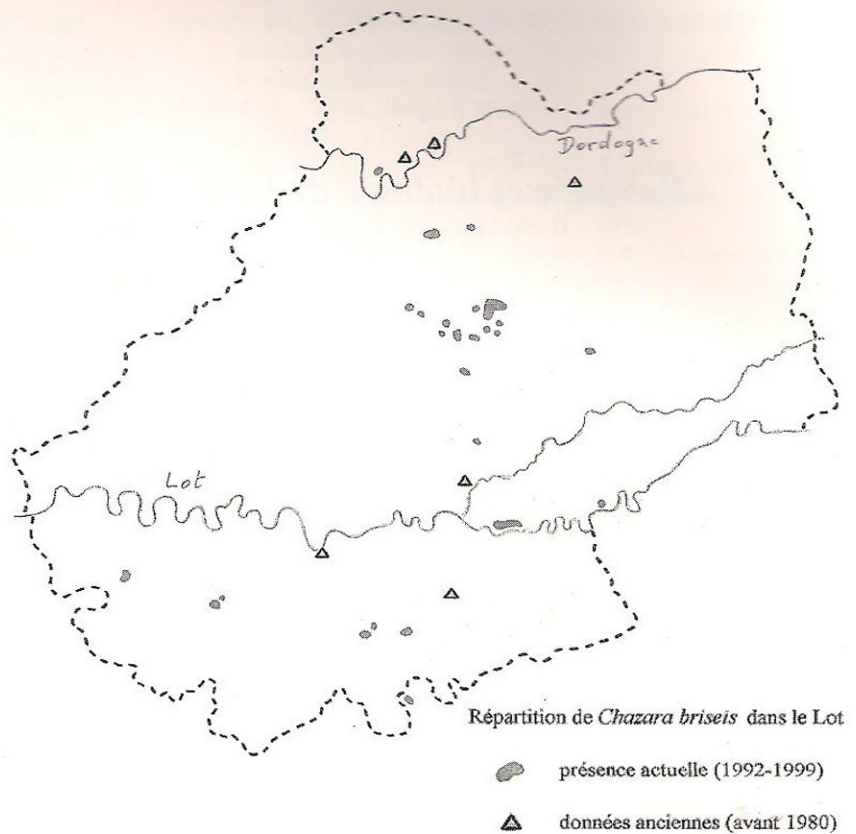 Dordogne
Lot
Répartition de Chazara briseis dans le Lot
présence actuelle (1992-1999)
données anciennes (avant 1980)